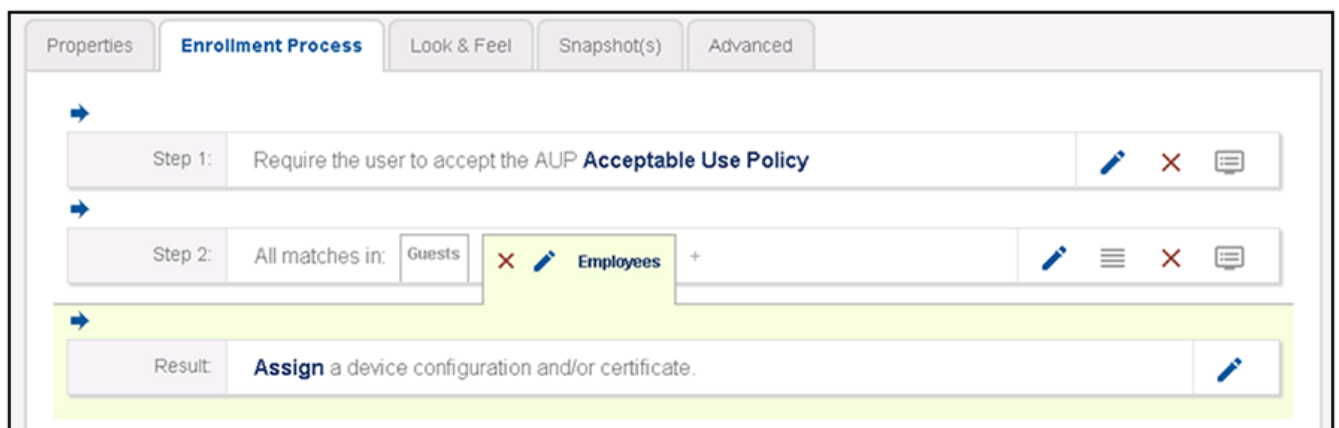 Properties Enrollment Process Look & Feel Snapshot(s) Advanced
Step 1: Require the user to accept the AUP Acceptable Use Policy
Step 2: All matches in: Guests Employees +
Result: Assign a device configuration and/or certificate.